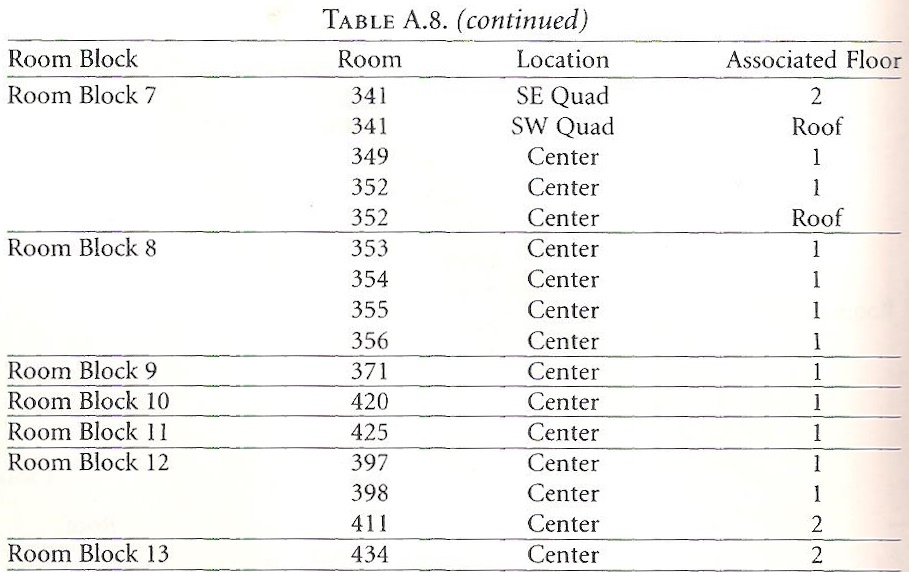 TABLE A.8. (continued)
Room Block Room Location Associated Floor
Room Block 7 341 SE Quad 2
341 SW Quad Roof
349 Center 1
352 Center 1
352 Center Roof
Room Block 8 353 Center 1
354 Center 1
355 Center 1
356 Center 1
Room Block 9 371 Center 1
Room Block 10 420 Center 1
Room Block 11 425 Center 1
Room Block 12 397 Center 1
398 Center 1
411 Center 2
Room Block 13 434 Center 2